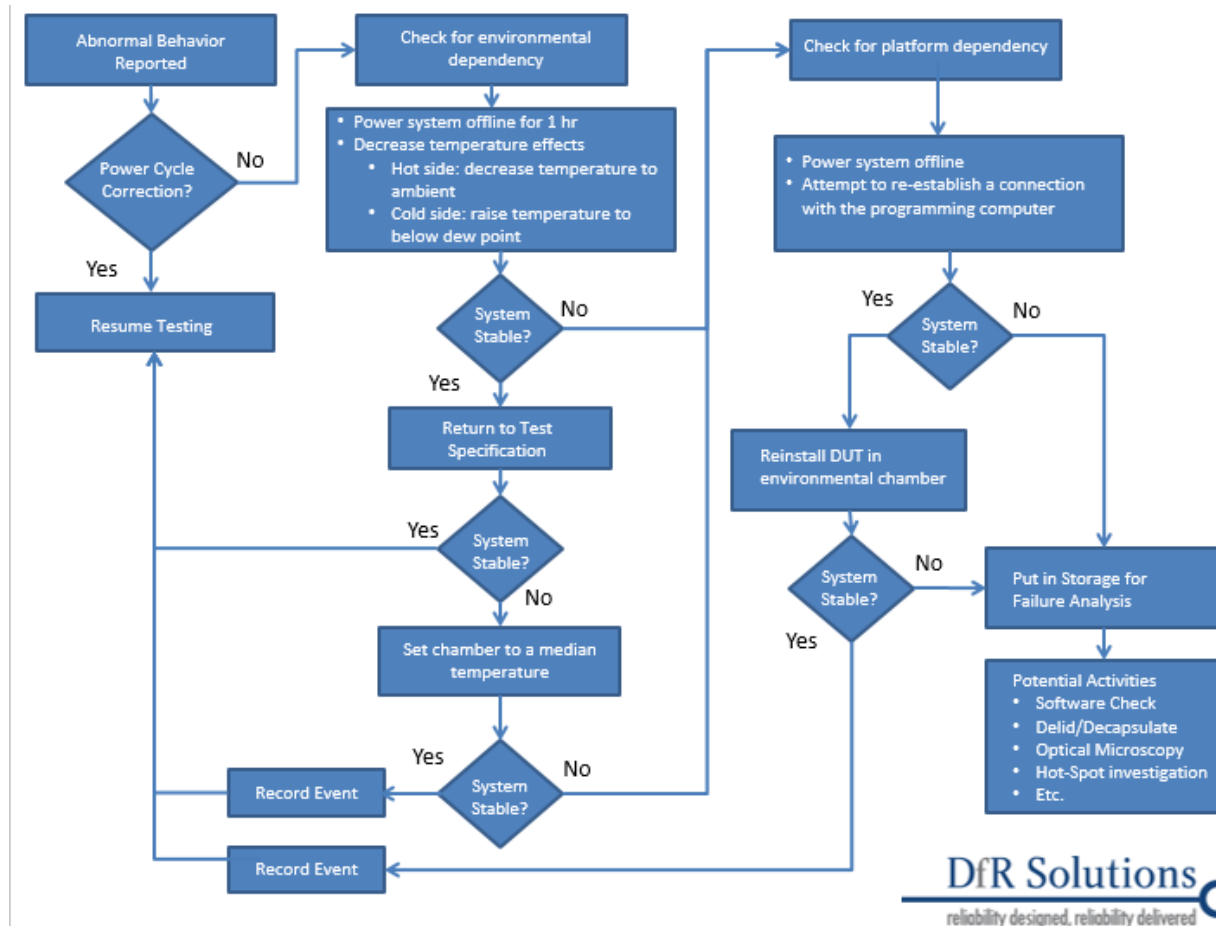 Abnormal Behavior
Reported
Power Cycle
Correction?
No
Yes
Resume Testing
Check for environmental
dependency
• Power system offline for 1 hr
• Decrease temperature effects
• Hot side: decrease temperature to
ambient
• Cold side: raise temperature to
below dew point
System
Stable?
No
Yes
Return to Test
Specification
System
Stable?
Yes
No
Set chamber to a median
temperature
System
Stable?
Yes
No
Record Event
Record Event
Check for platform dependency
• Power system offline
• Attempt to re-establish a connection
with the programming computer
Yes
System
Stable?
No
Reinstall DUT in
environmental chamber
System
Stable?
No
Yes
Put in Storage for
Failure Analysis
Potential Activities
• Software Check
• Delid/Decapsulate
• Optical Microscopy
• Hot-Spot investigation
• Etc.
DfR Solutions
reliability designed, reliability delivered